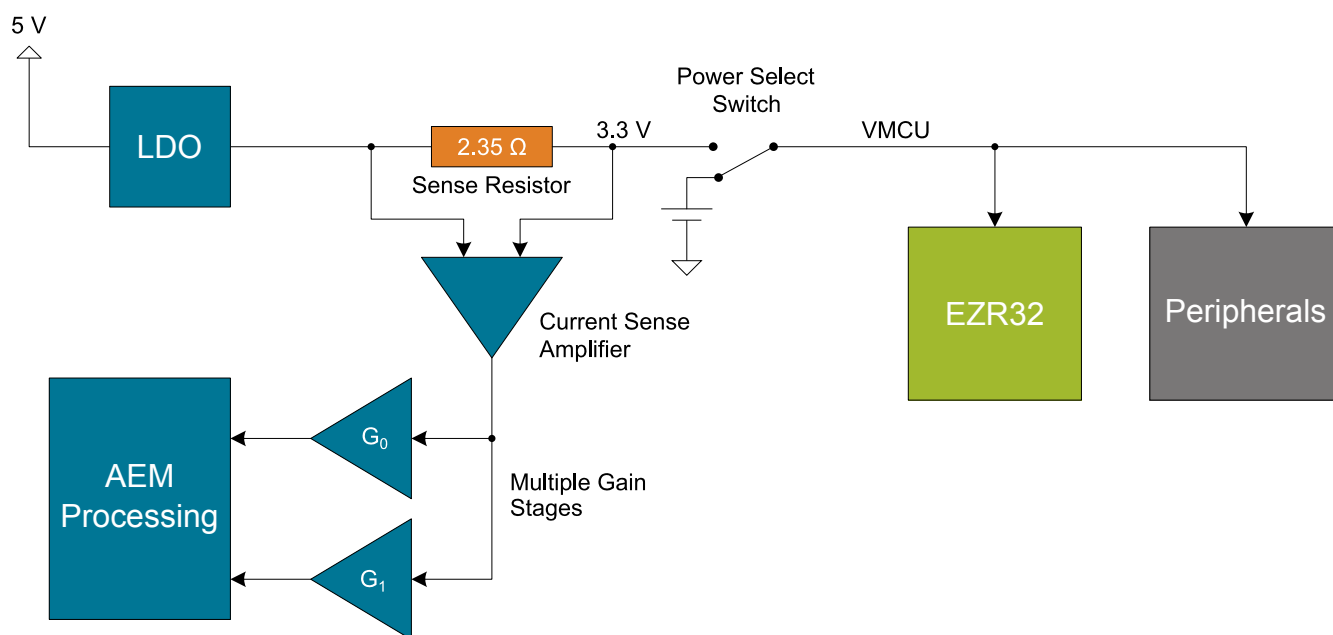 5 V
Power Select
Switch
LDO
2.35 Ω
3.3 V
VMCU
Sense Resistor
EZR32
Peripherals
Current Sense
Amplifier
AEM
Processing
G₀
Multiple Gain
Stages
G₁